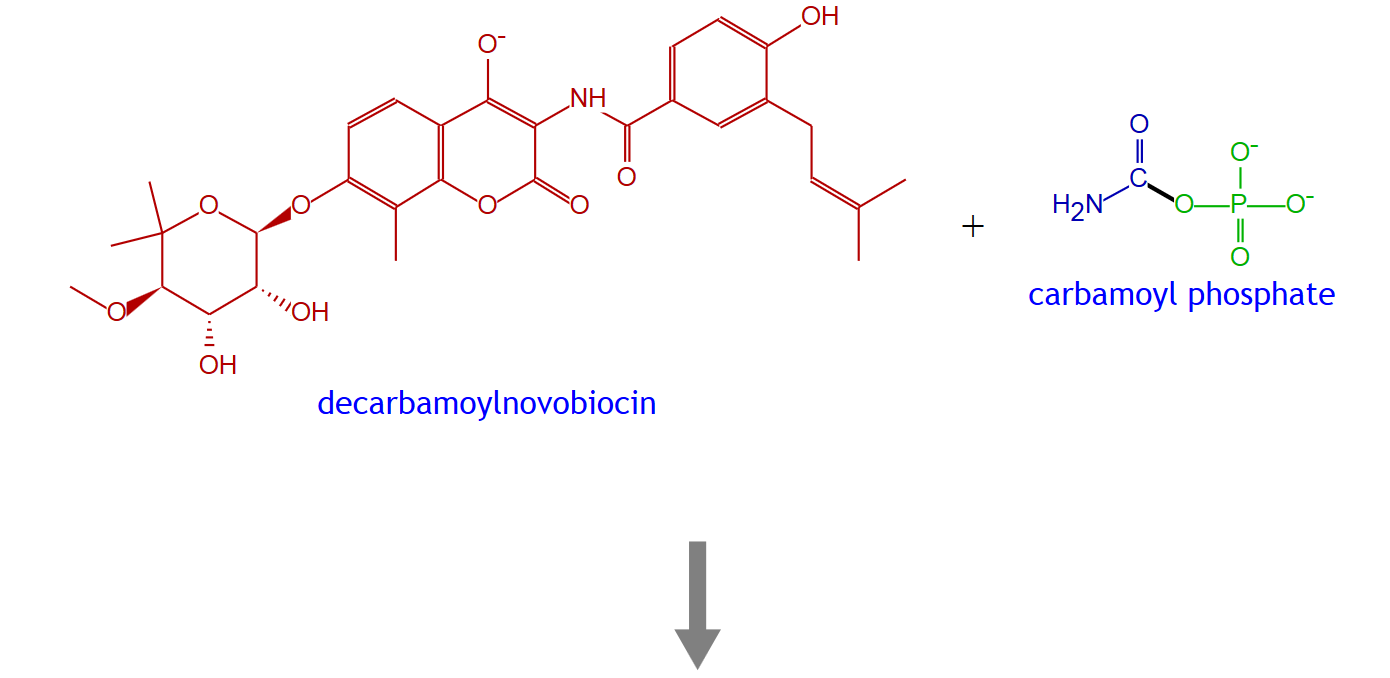 O⁻
OH
NH
O
O
O
O
O
O
OH
OH
+
O
C
H₂N
O
P
O⁻
O⁻
O
carbamoyl phosphate
decarbamoylnovobiocin